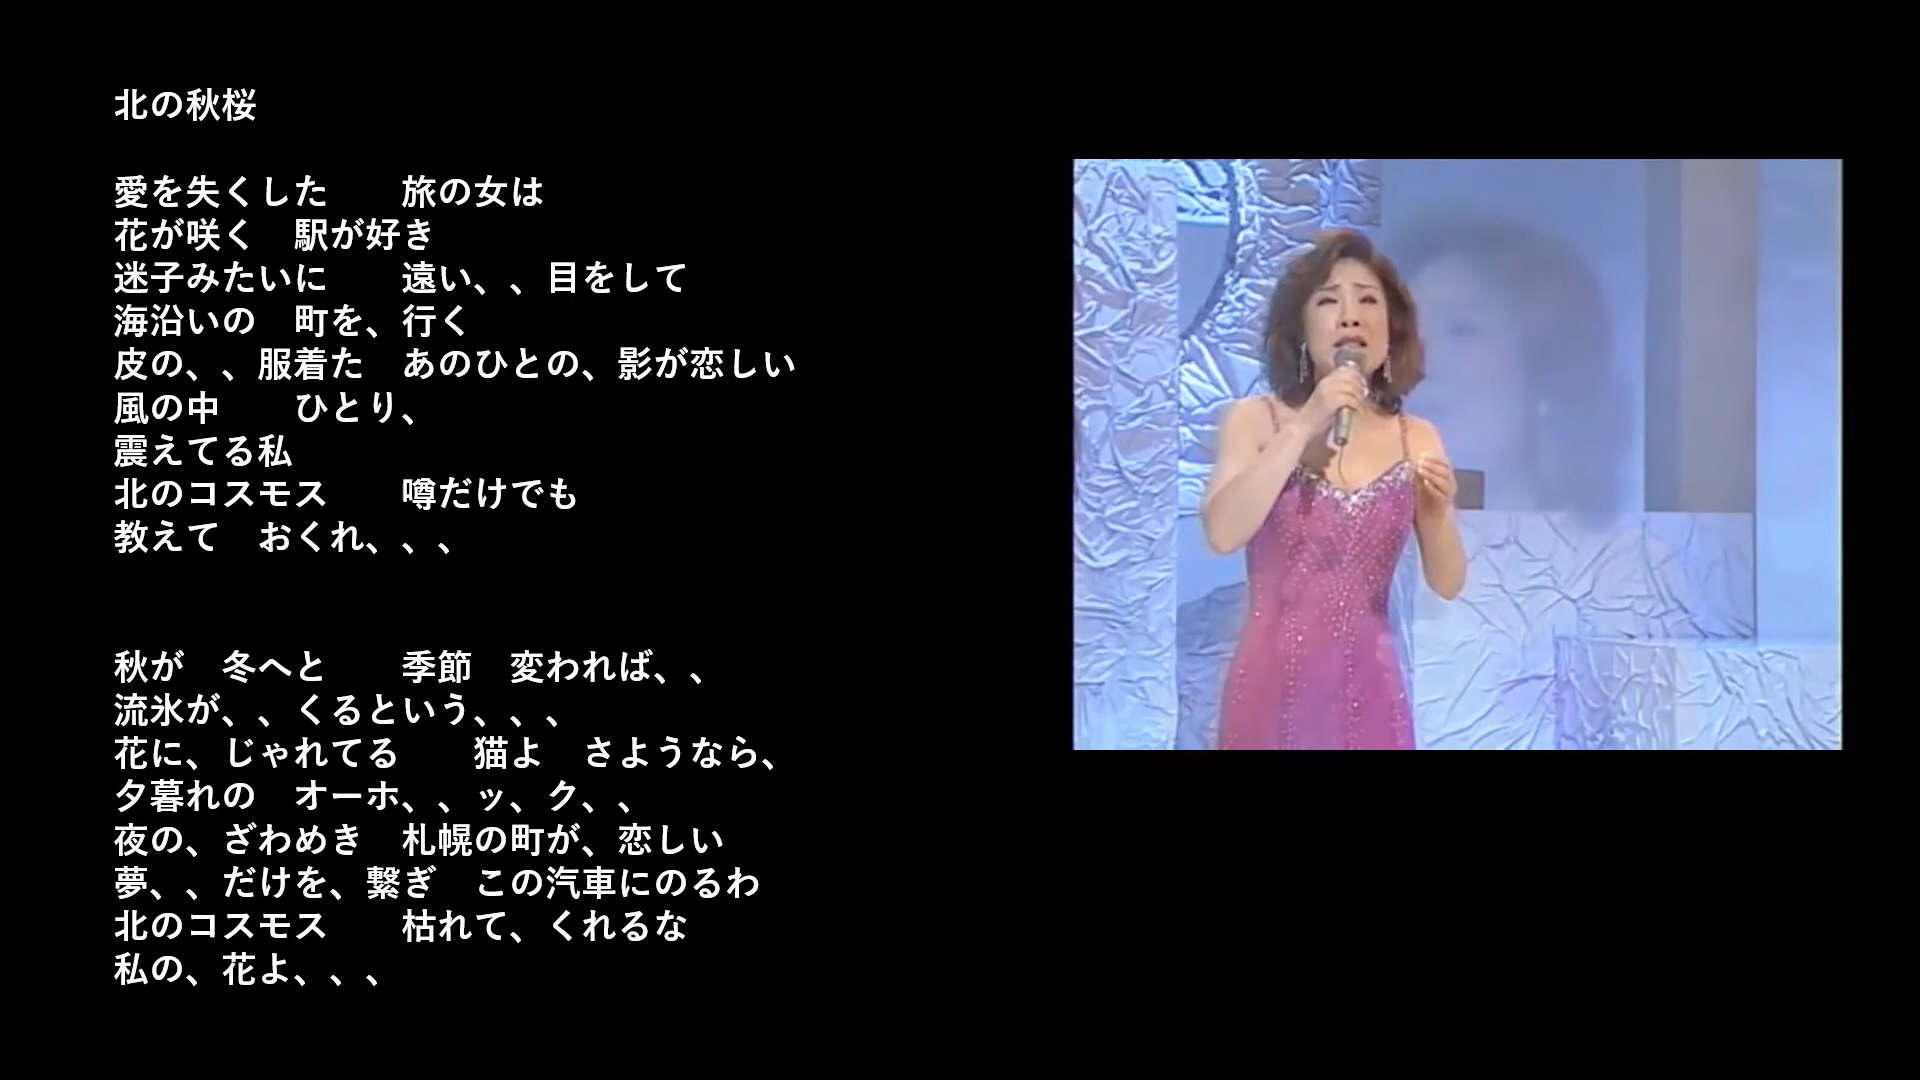 北の秋桜
愛を失くした　　旅の女は
花が咲く　駅が好き
迷子みたいに　　遠い、、目をして
海沿いの　町を、行く
皮の、、服着た　あのひとの、影が恋しい
風の中　　ひとり、
震えてる私
北のコスモス　　噂だけでも
教えて　おくれ、、、
秋が　冬へと　　季節　変われば、、
流氷が、、くるという、、、
花に、じゃれてる　　猫よ　さようなら、
夕暮れの　オーホ、、ッ、ク、、
夜の、ざわめき　札幌の町が、恋しい
夢、、だけを、繋ぎ　この汽車にのるわ
北のコスモス　　枯れて、くれるな
私の、花よ、、、